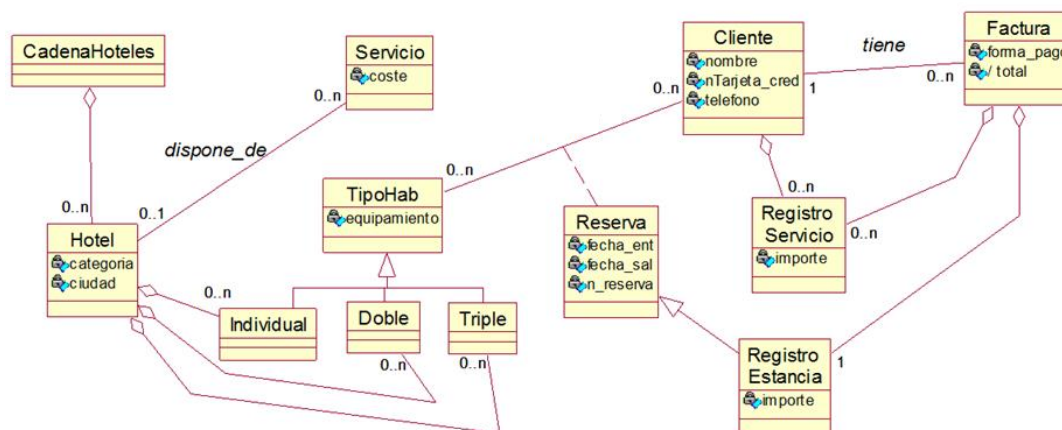 CadenaHoteles
Servicio
coste
Cliente
nombre
nTarjeta_cred
telefono
Factura
forma_pago
/ total
tiene
0..n
1
0..n
0..n
dispone_de
0..n
0..1
0..n
TipoHab
equipamiento
Reserva
fecha_ent
fecha_sal
n_reserva
0..n
Registro
Servicio
importe
0..n
Hotel
categoria
ciudad
0..n
Individual
Doble
Triple
0..n
0..n
Registro
Estancia
importe
1